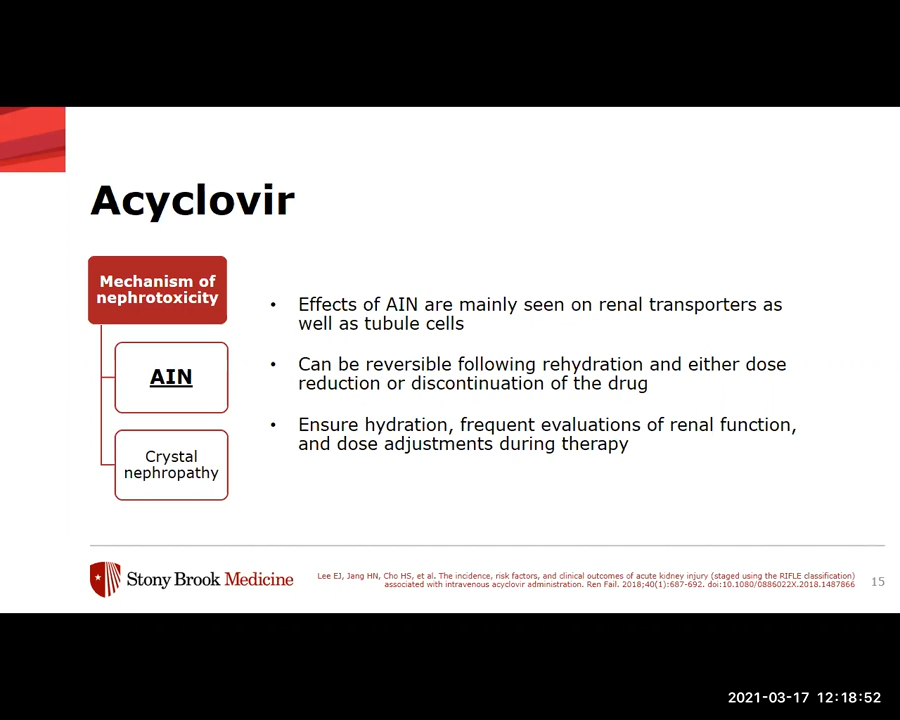 Acyclovir
Mechanism of
nephrotoxicity
AIN
Crystal
nephropathy
• Effects of AIN are mainly seen on renal transporters as
well as tubule cells
• Can be reversible following rehydration and either dose
reduction or discontinuation of the drug
• Ensure hydration, frequent evaluations of renal function,
and dose adjustments during therapy
Stony Brook Medicine
Lee EJ, Jang HN, Cho HS, et al. The incidence, risk factors, and clinical outcomes of acute kidney injury (staged using the RIFLE classification)
associated with intravenous acyclovir administration. Ren Fail. 2018;40(1):687-692. doi:10.1080/0886022X.2018.1487866
15
2021-03-17 12:18:52